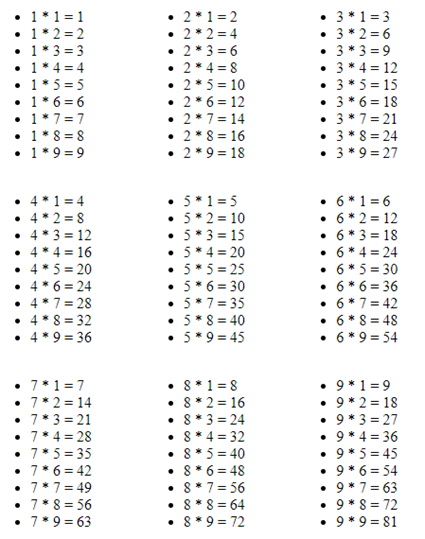 • 1 * 1 = 1
• 1 * 2 = 2
• 1 * 3 = 3
• 1 * 4 = 4
• 1 * 5 = 5
• 1 * 6 = 6
• 1 * 7 = 7
• 1 * 8 = 8
• 1 * 9 = 9
• 2 * 1 = 2
• 2 * 2 = 4
• 2 * 3 = 6
• 2 * 4 = 8
• 2 * 5 = 10
• 2 * 6 = 12
• 2 * 7 = 14
• 2 * 8 = 16
• 2 * 9 = 18
• 3 * 1 = 3
• 3 * 2 = 6
• 3 * 3 = 9
• 3 * 4 = 12
• 3 * 5 = 15
• 3 * 6 = 18
• 3 * 7 = 21
• 3 * 8 = 24
• 3 * 9 = 27
• 4 * 1 = 4
• 4 * 2 = 8
• 4 * 3 = 12
• 4 * 4 = 16
• 4 * 5 = 20
• 4 * 6 = 24
• 4 * 7 = 28
• 4 * 8 = 32
• 4 * 9 = 36
• 5 * 1 = 5
• 5 * 2 = 10
• 5 * 3 = 15
• 5 * 4 = 20
• 5 * 5 = 25
• 5 * 6 = 30
• 5 * 7 = 35
• 5 * 8 = 40
• 5 * 9 = 45
• 6 * 1 = 6
• 6 * 2 = 12
• 6 * 3 = 18
• 6 * 4 = 24
• 6 * 5 = 30
• 6 * 6 = 36
• 6 * 7 = 42
• 6 * 8 = 48
• 6 * 9 = 54
• 7 * 1 = 7
• 7 * 2 = 14
• 7 * 3 = 21
• 7 * 4 = 28
• 7 * 5 = 35
• 7 * 6 = 42
• 7 * 7 = 49
• 7 * 8 = 56
• 7 * 9 = 63
• 8 * 1 = 8
• 8 * 2 = 16
• 8 * 3 = 24
• 8 * 4 = 32
• 8 * 5 = 40
• 8 * 6 = 48
• 8 * 7 = 56
• 8 * 8 = 64
• 8 * 9 = 72
• 9 * 1 = 9
• 9 * 2 = 18
• 9 * 3 = 27
• 9 * 4 = 36
• 9 * 5 = 45
• 9 * 6 = 54
• 9 * 7 = 63
• 9 * 8 = 72
• 9 * 9 = 81